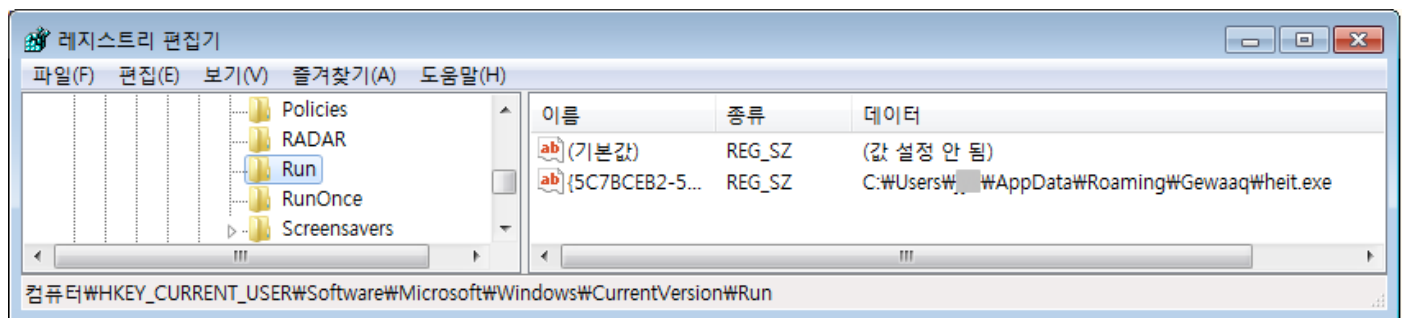 레지스트리 편집기
파일(F) 편집(E) 보기(V) 즐겨찾기(A) 도움말(H)
Policies
RADAR
Run
RunOnce
Screensavers
이름 종류 데이터
(기본값) REG_SZ (값 설정 안 됨)
{5C7BCEB2-5... REG_SZ C:₩Users₩ ₩AppData₩Roaming₩Gewaaq₩heit.exe
컴퓨터₩HKEY_CURRENT_USER₩Software₩Microsoft₩Windows₩CurrentVersion₩Run